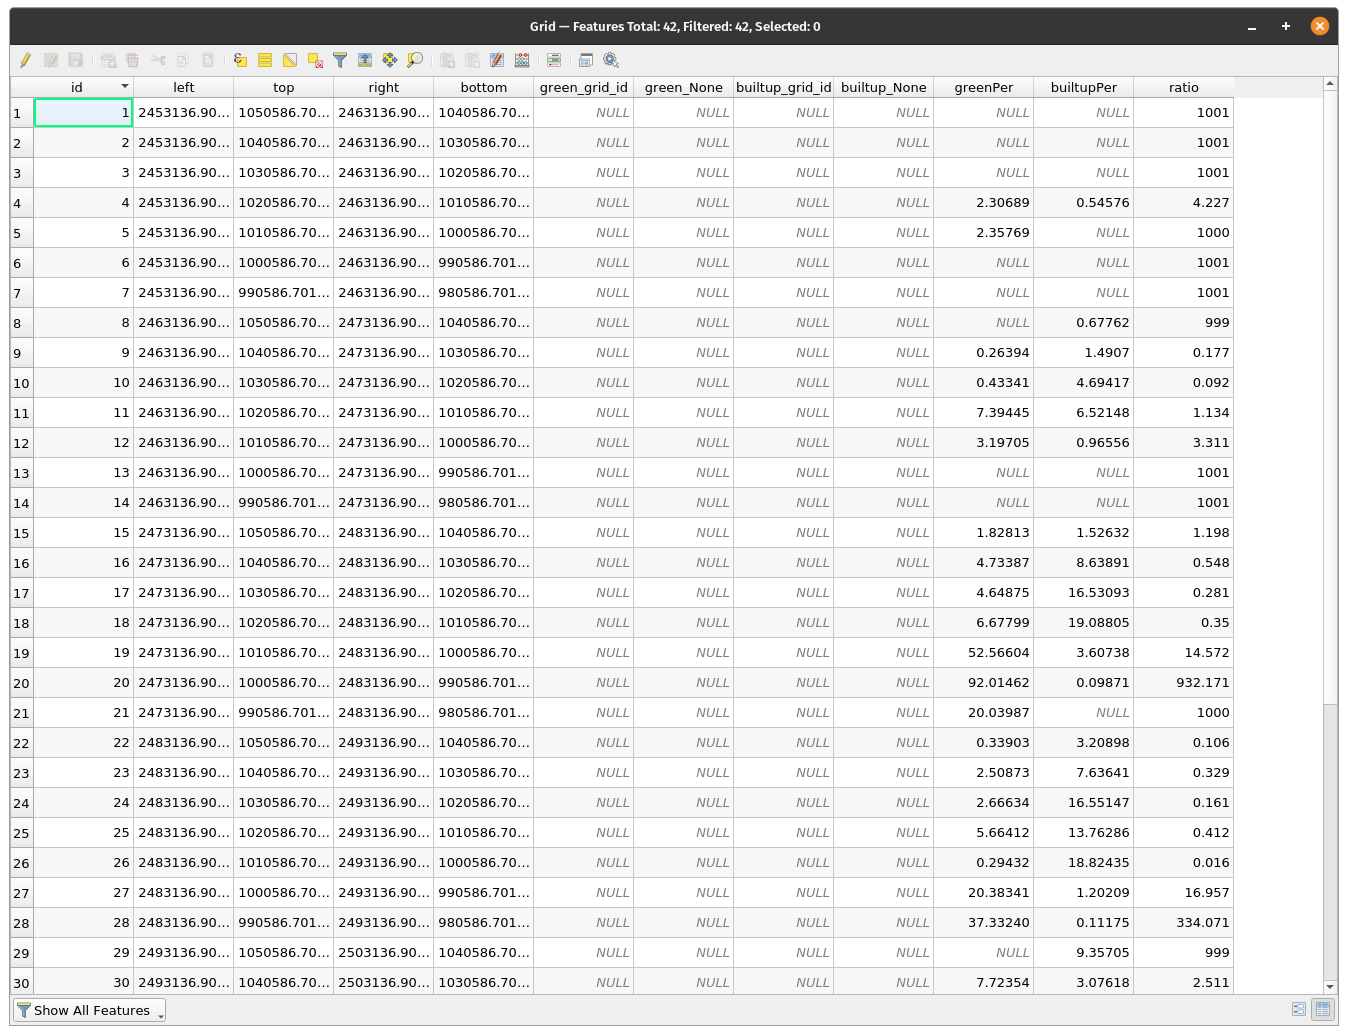 Grid — Features Total: 42, Filtered: 42, Selected: 0
id left top right bottom green_grid_id green_None builtup_grid_id builtup_None greenPer builtupPer ratio
1 1 2453136.90… 1050586.70… 2463136.90… 1040586.70… NULL NULL NULL NULL NULL NULL 1001
2 2 2453136.90… 1040586.70… 2463136.90… 1030586.70… NULL NULL NULL NULL NULL NULL 1001
3 3 2453136.90… 1030586.70… 2463136.90… 1020586.70… NULL NULL NULL NULL NULL NULL 1001
4 4 2453136.90… 1020586.70… 2463136.90… 1010586.70… NULL NULL NULL NULL 2.30689 0.54576 4.227
5 5 2453136.90… 1010586.70… 2463136.90… 1000586.70… NULL NULL NULL NULL 2.35769 NULL 1000
6 6 2453136.90… 1000586.70… 2463136.90… 990586.701… NULL NULL NULL NULL NULL NULL 1001
7 7 2453136.90… 990586.701… 2463136.90… 980586.701… NULL NULL NULL NULL NULL NULL 1001
8 8 2463136.90… 1050586.70… 2473136.90… 1040586.70… NULL NULL NULL NULL NULL 0.67762 999
9 9 2463136.90… 1040586.70… 2473136.90… 1030586.70… NULL NULL NULL NULL 0.26394 1.4907 0.177
10 10 2463136.90… 1030586.70… 2473136.90… 1020586.70… NULL NULL NULL NULL 0.43341 4.69417 0.092
11 11 2463136.90… 1020586.70… 2473136.90… 1010586.70… NULL NULL NULL NULL 7.39445 6.52148 1.134
12 12 2463136.90… 1010586.70… 2473136.90… 1000586.70… NULL NULL NULL NULL 3.19705 0.96556 3.311
13 13 2463136.90… 1000586.70… 2473136.90… 990586.701… NULL NULL NULL NULL NULL NULL 1001
14 14 2463136.90… 990586.701… 2473136.90… 980586.701… NULL NULL NULL NULL NULL NULL 1001
15 15 2473136.90… 1050586.70… 2483136.90… 1040586.70… NULL NULL NULL NULL 1.82813 1.52632 1.198
16 16 2473136.90… 1040586.70… 2483136.90… 1030586.70… NULL NULL NULL NULL 4.73387 8.63891 0.548
17 17 2473136.90… 1030586.70… 2483136.90… 1020586.70… NULL NULL NULL NULL 4.64875 16.53093 0.281
18 18 2473136.90… 1020586.70… 2483136.90… 1010586.70… NULL NULL NULL NULL 6.67799 19.08805 0.35
19 19 2473136.90… 1010586.70… 2483136.90… 1000586.70… NULL NULL NULL NULL 52.56604 3.60738 14.572
20 20 2473136.90… 1000586.70… 2483136.90… 990586.701… NULL NULL NULL NULL 92.01462 0.09871 932.171
21 21 2473136.90… 990586.701… 2483136.90… 980586.701… NULL NULL NULL NULL 20.03987 NULL 1000
22 22 2483136.90… 1050586.70… 2493136.90… 1040586.70… NULL NULL NULL NULL 0.33903 3.20898 0.106
23 23 2483136.90… 1040586.70… 2493136.90… 1030586.70… NULL NULL NULL NULL 2.50873 7.63641 0.329
24 24 2483136.90… 1030586.70… 2493136.90… 1020586.70… NULL NULL NULL NULL 2.66634 16.55147 0.161
25 25 2483136.90… 1020586.70… 2493136.90… 1010586.70… NULL NULL NULL NULL 5.66412 13.76286 0.412
26 26 2483136.90… 1010586.70… 2493136.90… 1000586.70… NULL NULL NULL NULL 0.29432 18.82435 0.016
27 27 2483136.90… 1000586.70… 2493136.90… 990586.701… NULL NULL NULL NULL 20.38341 1.20209 16.957
28 28 2483136.90… 990586.701… 2493136.90… 980586.701… NULL NULL NULL NULL 37.33240 0.11175 334.071
29 29 2493136.90… 1050586.70… 2503136.90… 1040586.70… NULL NULL NULL NULL NULL 9.35705 999
30 30 2493136.90… 1040586.70… 2503136.90… 1030586.70… NULL NULL NULL NULL 7.72354 3.07618 2.511
Show All Features